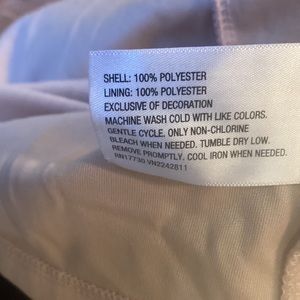 SHELL: 100% POLYESTER
LINING: 100% POLYESTER
EXCLUSIVE OF DECORATION
MACHINE WASH COLD WITH LIKE COLORS.
GENTLE CYCLE. ONLY NON-CHLORINE
BLEACH WHEN NEEDED. TUMBLE DRY LOW.
REMOVE PROMPTLY. COOL IRON WHEN NEEDED.
RN17730 VN2242811